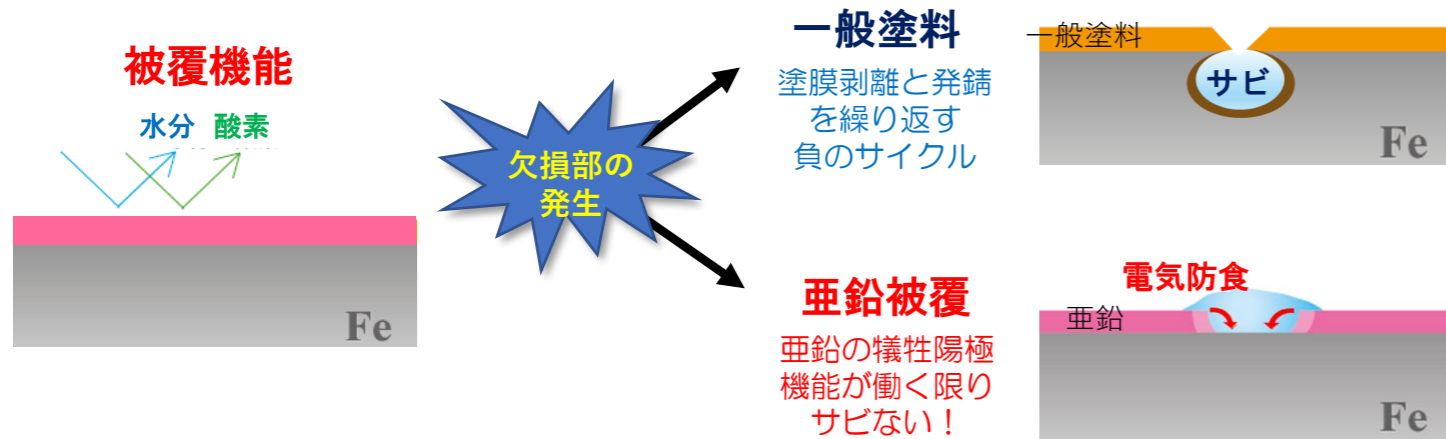 被覆機能
水分 酸素
Fe
欠損部の
発生
一般塗料
塗膜剥離と発錆
を繰り返す
負のサイクル
一般塗料
サビ
Fe
亜鉛被覆
亜鉛の犠牲陽極
機能が働く限り
サビない！
電気防食
亜鉛
Fe